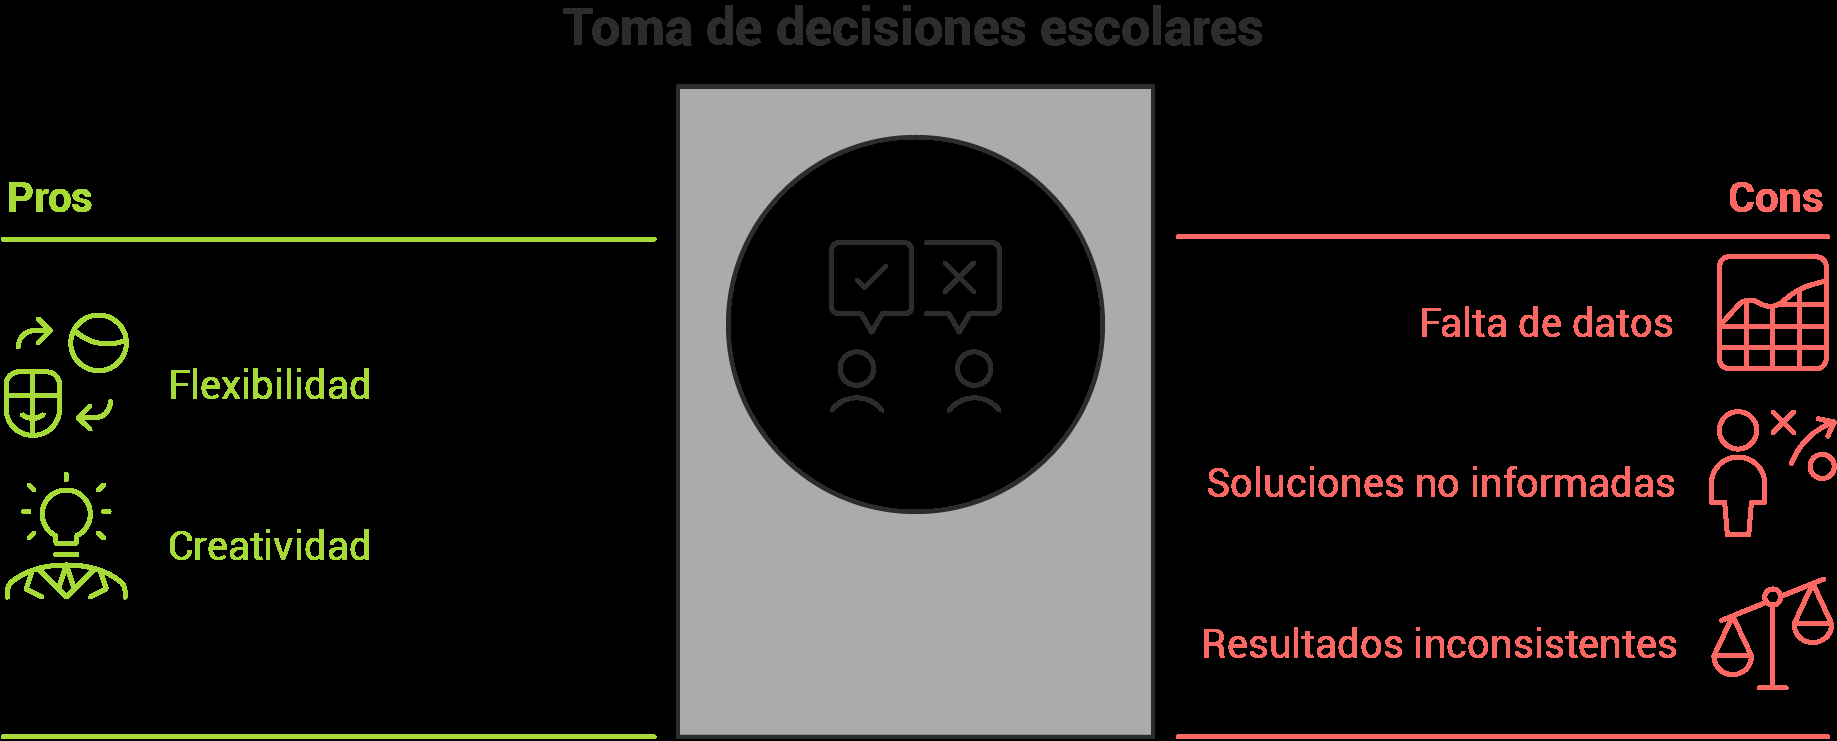 Toma de decisiones escolares
Pros
Flexibilidad
Creatividad
Cons
Falta de datos
Soluciones no informadas
Resultados inconsistentes